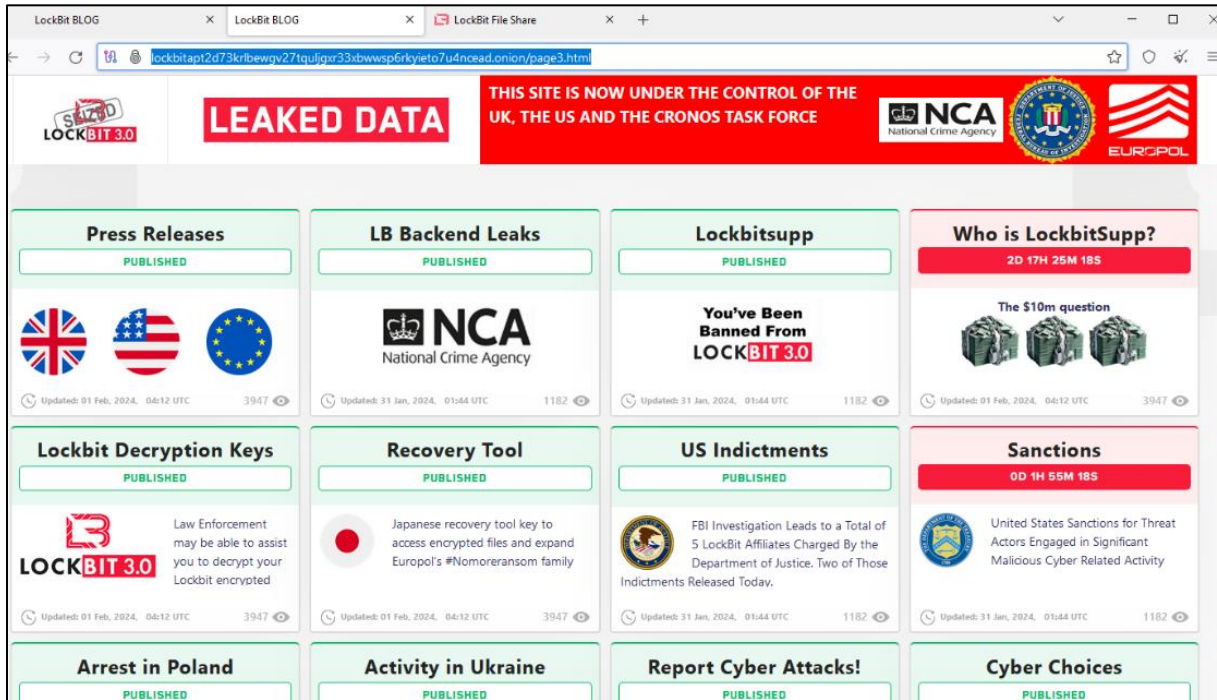 LockBit BLOG
LockBit BLOG
LockBit File Share
lockbitapt2d73krlbewgv27tquljgxr33xbwwsp6rkyieto7u4ncead.onion/page3.html
SEIZED
LOCKBIT 3.0
LEAKED DATA
THIS SITE IS NOW UNDER THE CONTROL OF THE
UK, THE US AND THE CRONOS TASK FORCE
NCA
National Crime Agency
EUROPOL
Press Releases
PUBLISHED
Updated: 01 Feb, 2024, 04:12 UTC 3947
LB Backend Leaks
PUBLISHED
NCA
National Crime Agency
Updated: 31 Jan, 2024, 01:44 UTC 1182
Lockbitsupp
PUBLISHED
You've Been
Banned From
LOCKBIT 3.0
Updated: 31 Jan, 2024, 01:44 UTC 1182
Who is LockbitSupp?
2D 17H 25M 18S
The $10m question
Updated: 01 Feb, 2024, 04:12 UTC 3947
Lockbit Decryption Keys
PUBLISHED
LOCKBIT 3.0
Law Enforcement
may be able to assist
you to decrypt your
Lockbit encrypted
Updated: 01 Feb, 2024, 04:12 UTC 3947
Recovery Tool
PUBLISHED
Japanese recovery tool key to
access encrypted files and expand
Europol's #Nomoreransom family
Updated: 01 Feb, 2024, 04:12 UTC 3947
US Indictments
PUBLISHED
FBI Investigation Leads to a Total of
5 LockBit Affiliates Charged By the
Department of Justice. Two of Those
Indictments Released Today.
Updated: 31 Jan, 2024, 01:44 UTC 1182
Sanctions
0D 1H 55M 18S
United States Sanctions for Threat
Actors Engaged in Significant
Malicious Cyber Related Activity
Updated: 31 Jan, 2024, 01:44 UTC 1182
Arrest in Poland
PUBLISHED
Activity in Ukraine
PUBLISHED
Report Cyber Attacks!
PUBLISHED
Cyber Choices
PUBLISHED